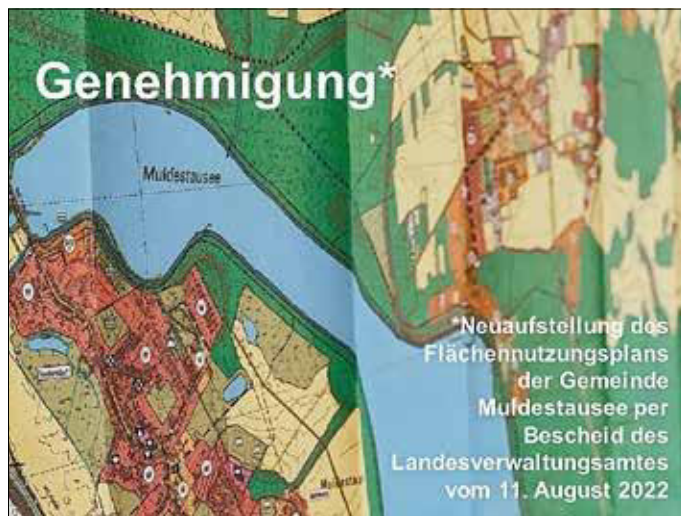 Genehmigung*
Muldestausee
*Neuaufstellung des
Flächennutzungsplans
der Gemeinde
Muldestausee per
Bescheid des
Landesverwaltungsamtes
vom 11. August 2022